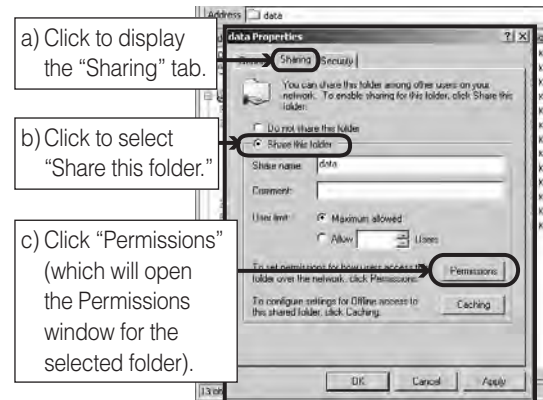 Address data
a) Click to display
the “Sharing” tab.
data Properties
Sharing Security
You can share this folder among other users on your
network. To enable sharing for this folder, click Share this
folder.
Do not share this folder
b) Click to select
“Share this folder.”
Share this folder
Share name: data
Comment:
User limit: Maximum allowed
Allow Users
c) Click “Permissions”
(which will open
the Permissions
window for the
selected folder).
To set permissions for how users access this
folder over the network, click Permissions.
Permissions
To configure settings for Offline access to
this shared folder, click Caching.
Caching
OK Cancel Apply